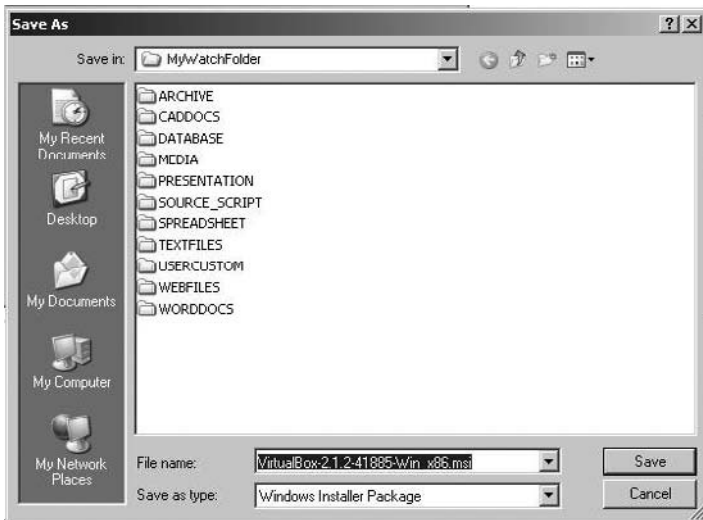 Save As
Save in:
MyWatchFolder
My Recent
Documents
Desktop
My Documents
My Computer
My Network
Places
ARCHIVE
CADDOCS
DATABASE
MEDIA
PRESENTATION
SOURCE_SCRIPT
SPREADSHEET
TEXTFILES
USERCUSTOM
WEBFILES
WORDDOCS
File name:
VirtualBox-2.1.2-41885-Win_x86.msi
Save
Save as type:
Windows Installer Package
Cancel